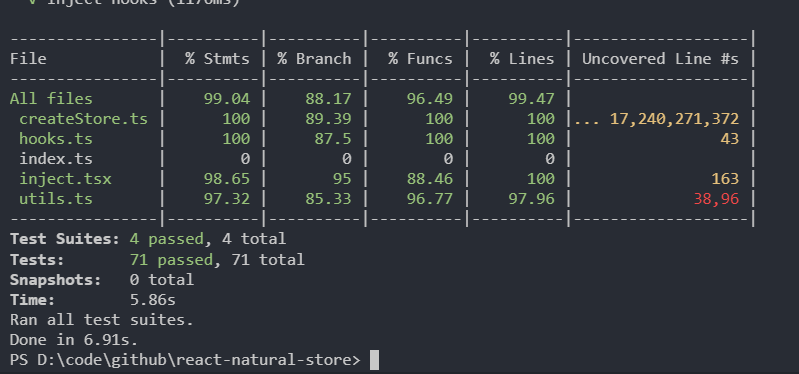 √ inject hooks (1176ms)
----------------|----------|----------|----------|----------|-------------------|
File            |  % Stmts | % Branch |  % Funcs |  % Lines | Uncovered Line #s |
----------------|----------|----------|----------|----------|-------------------|
All files       |    99.04 |    88.17 |    96.49 |    99.47 |                   |
 createStore.ts |      100 |    89.39 |      100 |      100 |... 17,240,271,372 |
 hooks.ts       |      100 |     87.5 |      100 |      100 |                43 |
 index.ts       |        0 |        0 |        0 |        0 |                   |
 inject.tsx     |    98.65 |       95 |    88.46 |      100 |               163 |
 utils.ts       |    97.32 |    85.33 |    96.77 |    97.96 |             38,96 |
----------------|----------|----------|----------|----------|-------------------|
Test Suites: 4 passed, 4 total
Tests:       71 passed, 71 total
Snapshots:   0 total
Time:        5.86s
Ran all test suites.
Done in 6.91s.
PS D:\code\github\react-natural-store>